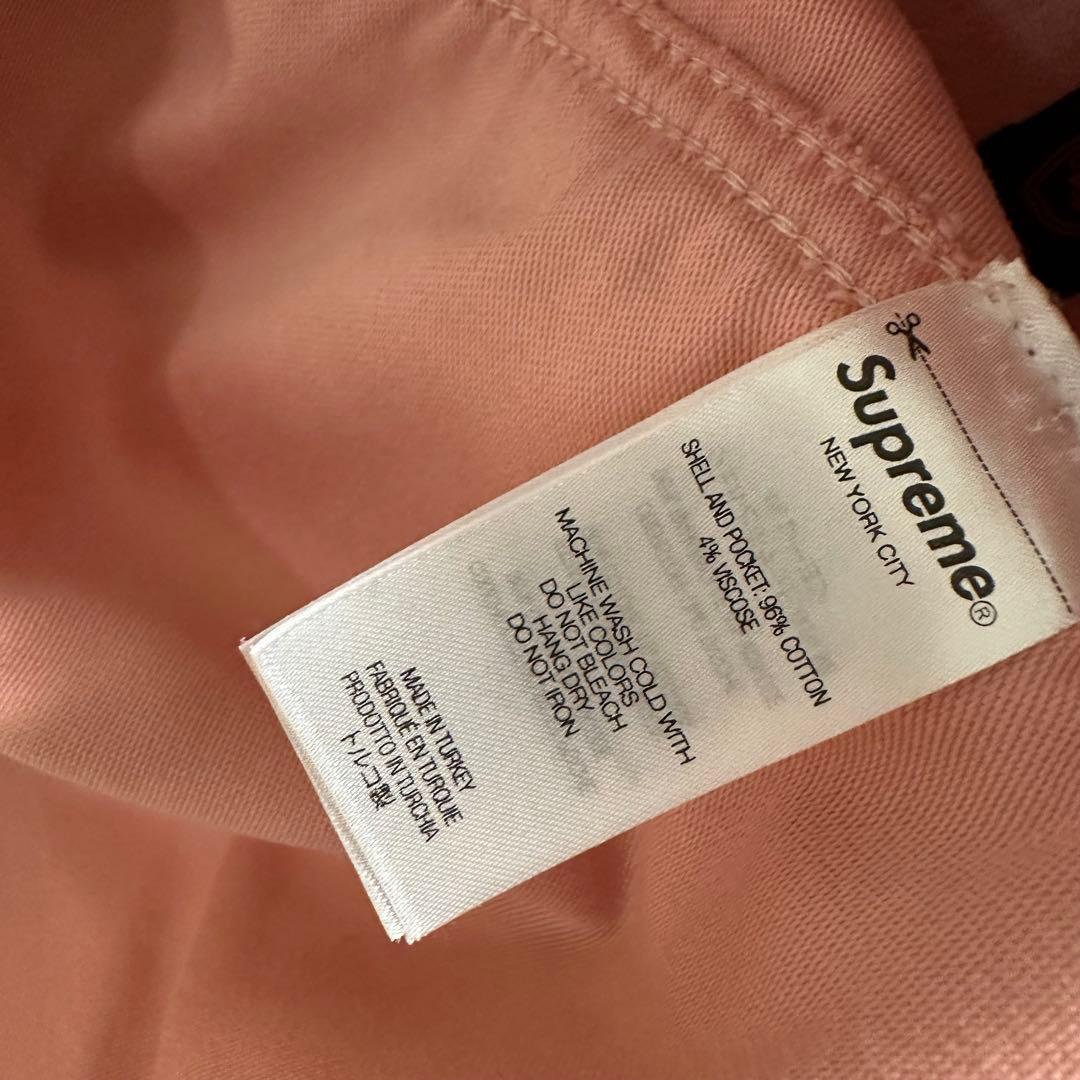 Supreme®
NEW YORK CITY
SHELL AND POCKET: 96% COTTON
4% VISCOSE
MACHINE WASH COLD WITH
LIKE COLORS
DO NOT BLEACH
HANG DRY
DO NOT IRON
MADE IN TURKEY
FABRIQUÉ EN TURQUIE
PRODOTTO IN TURCHIA
トルコ製